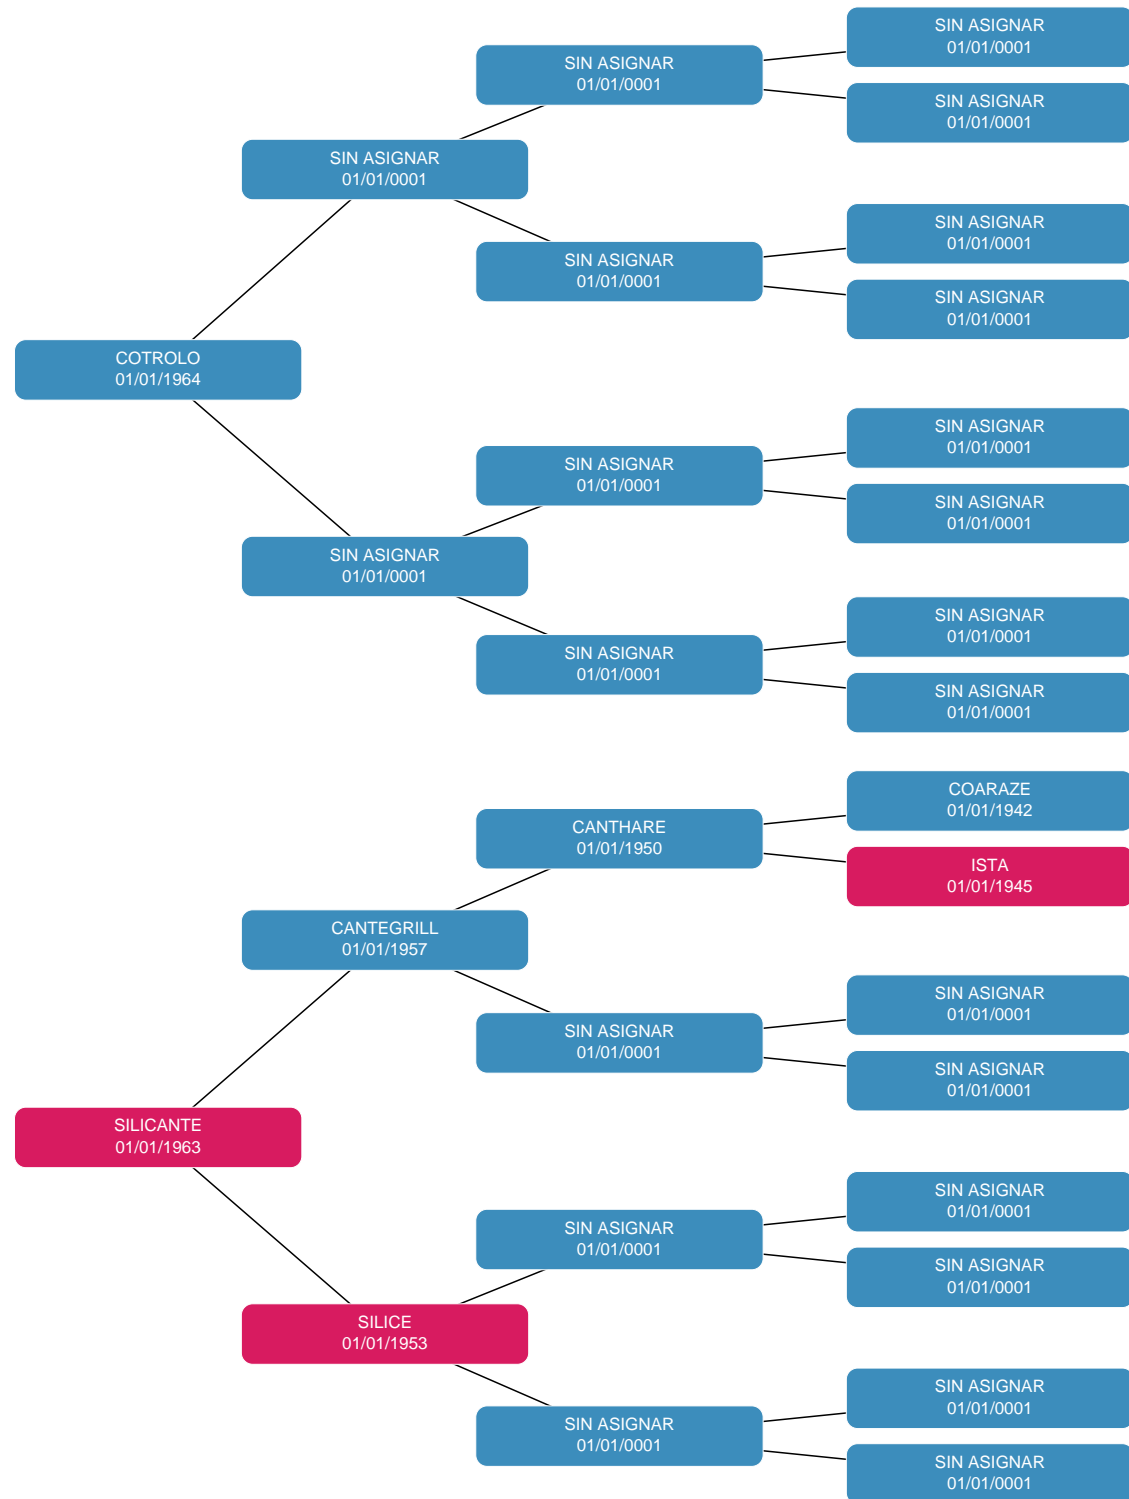 SIN ASIGNAR
01/01/0001
SIN ASIGNAR
01/01/0001
SIN ASIGNAR
01/01/0001
SIN ASIGNAR
01/01/0001
SIN ASIGNAR
01/01/0001
SIN ASIGNAR
01/01/0001
SIN ASIGNAR
01/01/0001
COTROLO
01/01/1964
SIN ASIGNAR
01/01/0001
SIN ASIGNAR
01/01/0001
SIN ASIGNAR
01/01/0001
SIN ASIGNAR
01/01/0001
SIN ASIGNAR
01/01/0001
SIN ASIGNAR
01/01/0001
SIN ASIGNAR
01/01/0001
COARAZE
01/01/1942
CANTHARE
01/01/1950
ISTA
01/01/1945
CANTEGRILL
01/01/1957
SIN ASIGNAR
01/01/0001
SIN ASIGNAR
01/01/0001
SIN ASIGNAR
01/01/0001
SILICANTE
01/01/1963
SIN ASIGNAR
01/01/0001
SIN ASIGNAR
01/01/0001
SIN ASIGNAR
01/01/0001
SILICE
01/01/1953
SIN ASIGNAR
01/01/0001
SIN ASIGNAR
01/01/0001
SIN ASIGNAR
01/01/0001